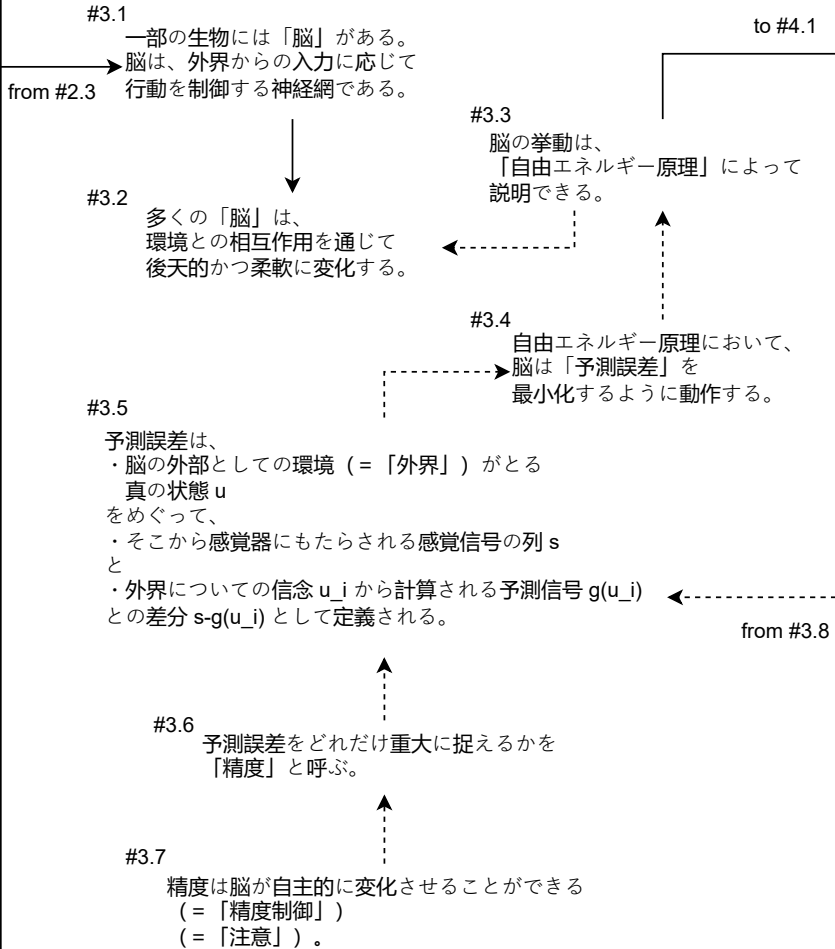 #3.1
一部の生物には「脳」がある。
脳は、外界からの入力に応じて
行動を制御する神経網である。
from #2.3
to #4.1
#3.2
多くの「脳」は、
環境との相互作用を通じて
後天的かつ柔軟に変化する。
#3.3
脳の挙動は、
「自由エネルギー原理」によって
説明できる。
#3.4
自由エネルギー原理において、
脳は「予測誤差」を
最小化するように動作する。
#3.5
予測誤差は、
・脳の外部としての環境（=「外界」）がとる
真の状態 u
をめぐって、
・そこから感覚器にもたらされる感覚信号の列 s
と
・外界についての信念 u_i から計算される予測信号 g(u_i)
との差分 s-g(u_i) として定義される。
from #3.8
#3.6
予測誤差をどれだけ重大に捉えるかを
「精度」と呼ぶ。
#3.7
精度は脳が自主的に変化させることができる
（=「精度制御」）
（=「注意」）。